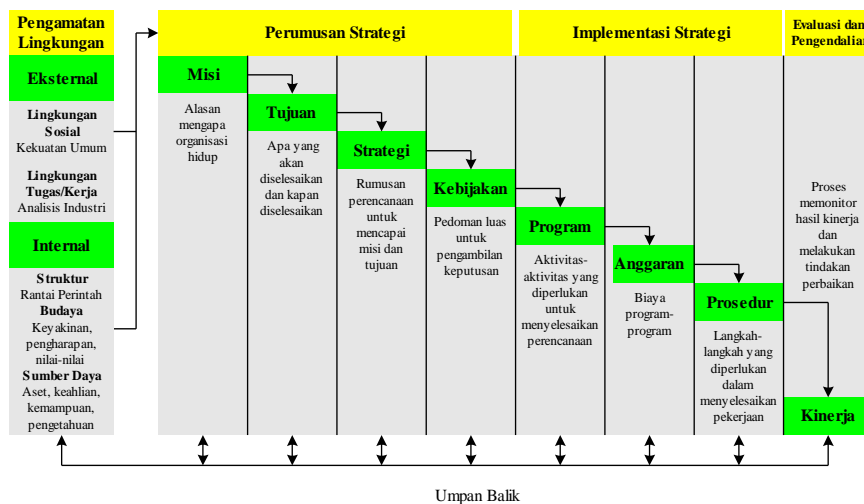 Pengamatan
Lingkungan
Perumusan Strategi
Implementasi Strategi
Evaluasi dan
Pengendalian
Eksternal
Lingkungan
Sosial
Kekuatan Umum
Lingkungan
Tugas/Kerja
Analisis Industri
Internal
Struktur
Rantai Perintah
Budaya
Keyakinan,
pengharapan,
nilai-nilai
Sumber Daya
Aset, keahlian,
kemampuan,
pengetahuan
Misi
Alasan
mengapa
organisasi
hidup
Tujuan
Apa yang
akan
diselesaikan
dan kapan
diselesaikan
Strategi
Rumusan
perencanaan
untuk
mencapai
misi dan
tujuan
Kebijakan
Pedoman luas
untuk
pengambilan
keputusan
Program
Aktivitas-
aktivitas yang
diperlukan
untuk
menyelesaikan
perencanaan
Anggaran
Biaya
program-
program
Prosedur
Langkah-
langkah yang
diperlukan
dalam
menyelesaikan
pekerjaan
Proses
memonitor
hasil kinerja
dan
melakukan
tindakan
perbaikan
Kinerja
Umpan Balik